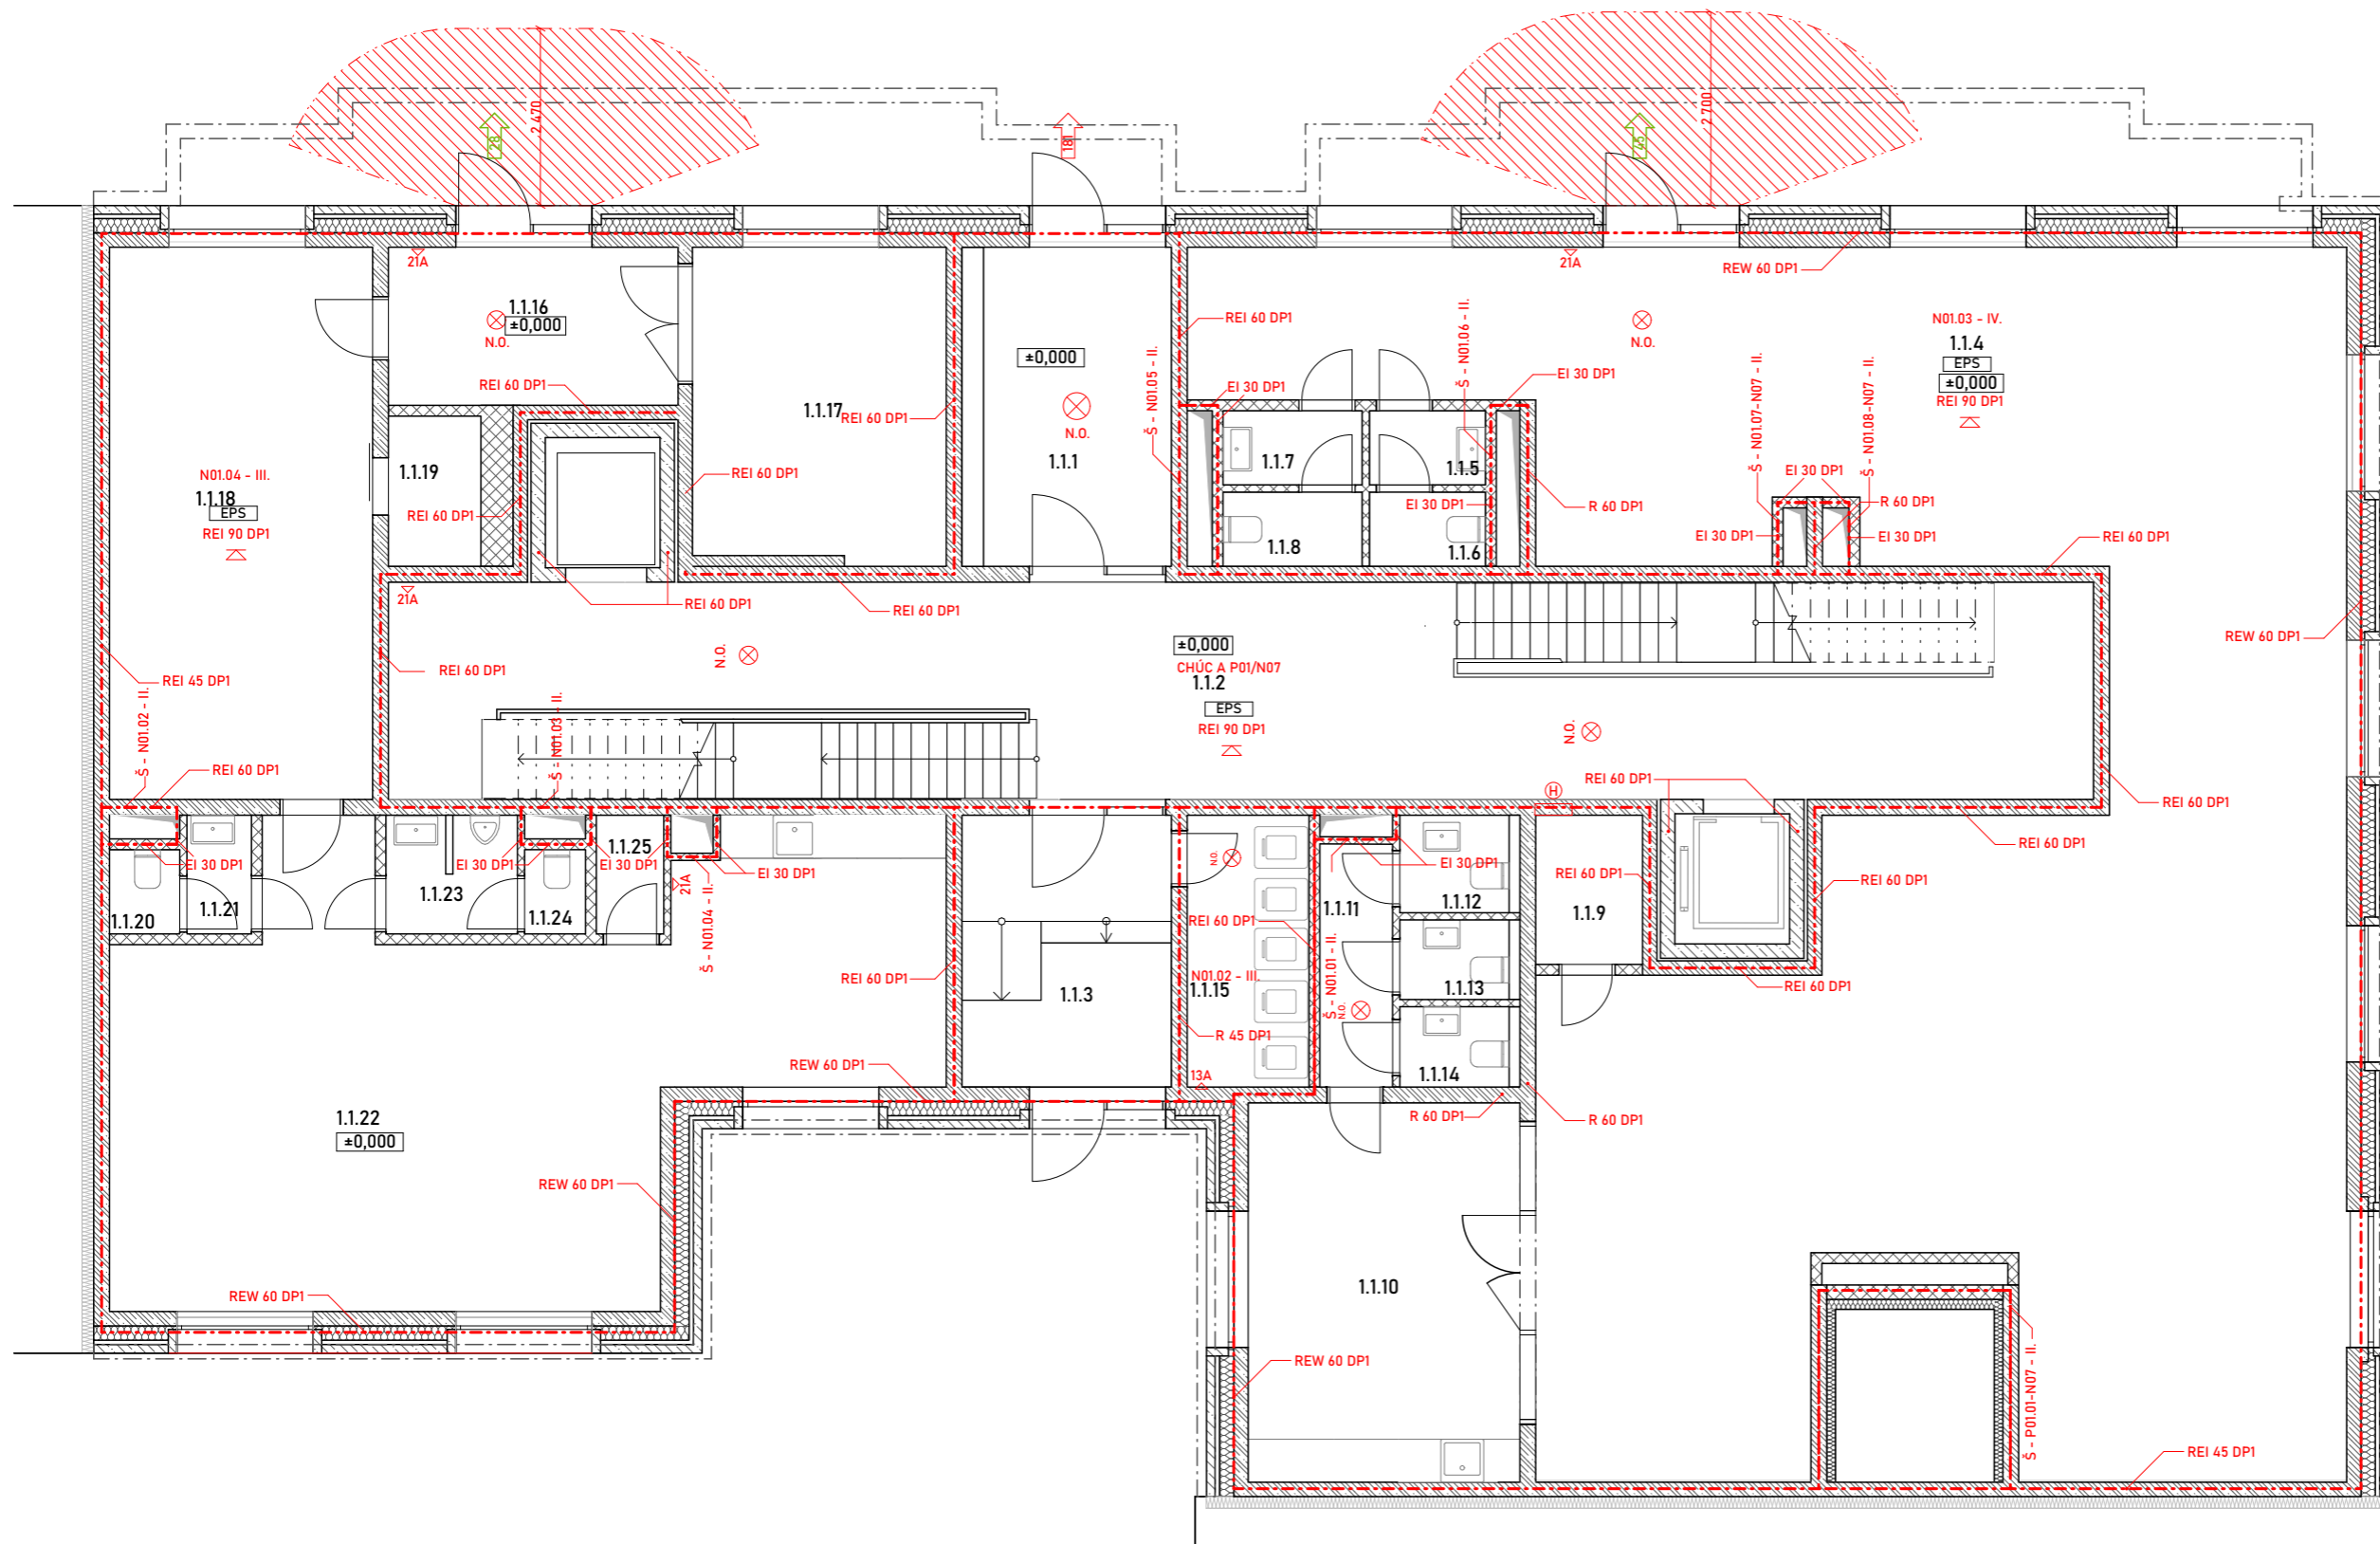 2 470
28
181
2 700
45
21A
21A
REW 60 DP1
1.1.16
±0,000
N.O.
REI 60 DP1
1.1.17
REI 60 DP1
±0,000
N.O.
1.1.1
Š - N01.05 - II.
REI 60 DP1
EI 30 DP1
Š - N01.06 - II.
EI 30 DP1
N.O.
N01.03 - IV.
1.1.4
EPS
±0,000
REI 90 DP1
Š - N01.07-N07 - II.
Š - N01.08-N07 - II.
N01.04 - III.
1.1.18
EPS
REI 90 DP1
1.1.19
REI 60 DP1
REI 60 DP1
1.1.7
1.1.5
EI 30 DP1
R 60 DP1
1.1.8
1.1.6
EI 30 DP1
R 60 DP1
EI 30 DP1
EI 30 DP1
REI 60 DP1
21A
REI 60 DP1
REI 60 DP1
REI 60 DP1
REI 45 DP1
N.O.
±0,000
CHÚC A P01/N07
1.1.2
EPS
REI 90 DP1
REW 60 DP1
N.O.
Š - N01.02 - II.
REI 60 DP1
Š - N01.03 - II.
H
REI 60 DP1
REI 60 DP1
REI 60 DP1
EI 30 DP1
EI 30 DP1
EI 30 DP1
1.1.25
EI 30 DP1
21A
1.1.20
1.1.21
1.1.23
1.1.24
Š - N01.04 - II.
N.O.
REI 60 DP1
1.1.11
EI 30 DP1
1.1.12
REI 60 DP1
1.1.9
REI 60 DP1
REI 60 DP1
1.1.3
N01.02 - III.
1.1.15
R 45 DP1
Š - N01.01 - II.
N.O.
1.1.13
REI 60 DP1
REW 60 DP1
13A
1.1.14
R 60 DP1
R 60 DP1
1.1.22
±0,000
REW 60 DP1
REW 60 DP1
1.1.10
REW 60 DP1
Š - P01.01-N07 - II.
REI 45 DP1